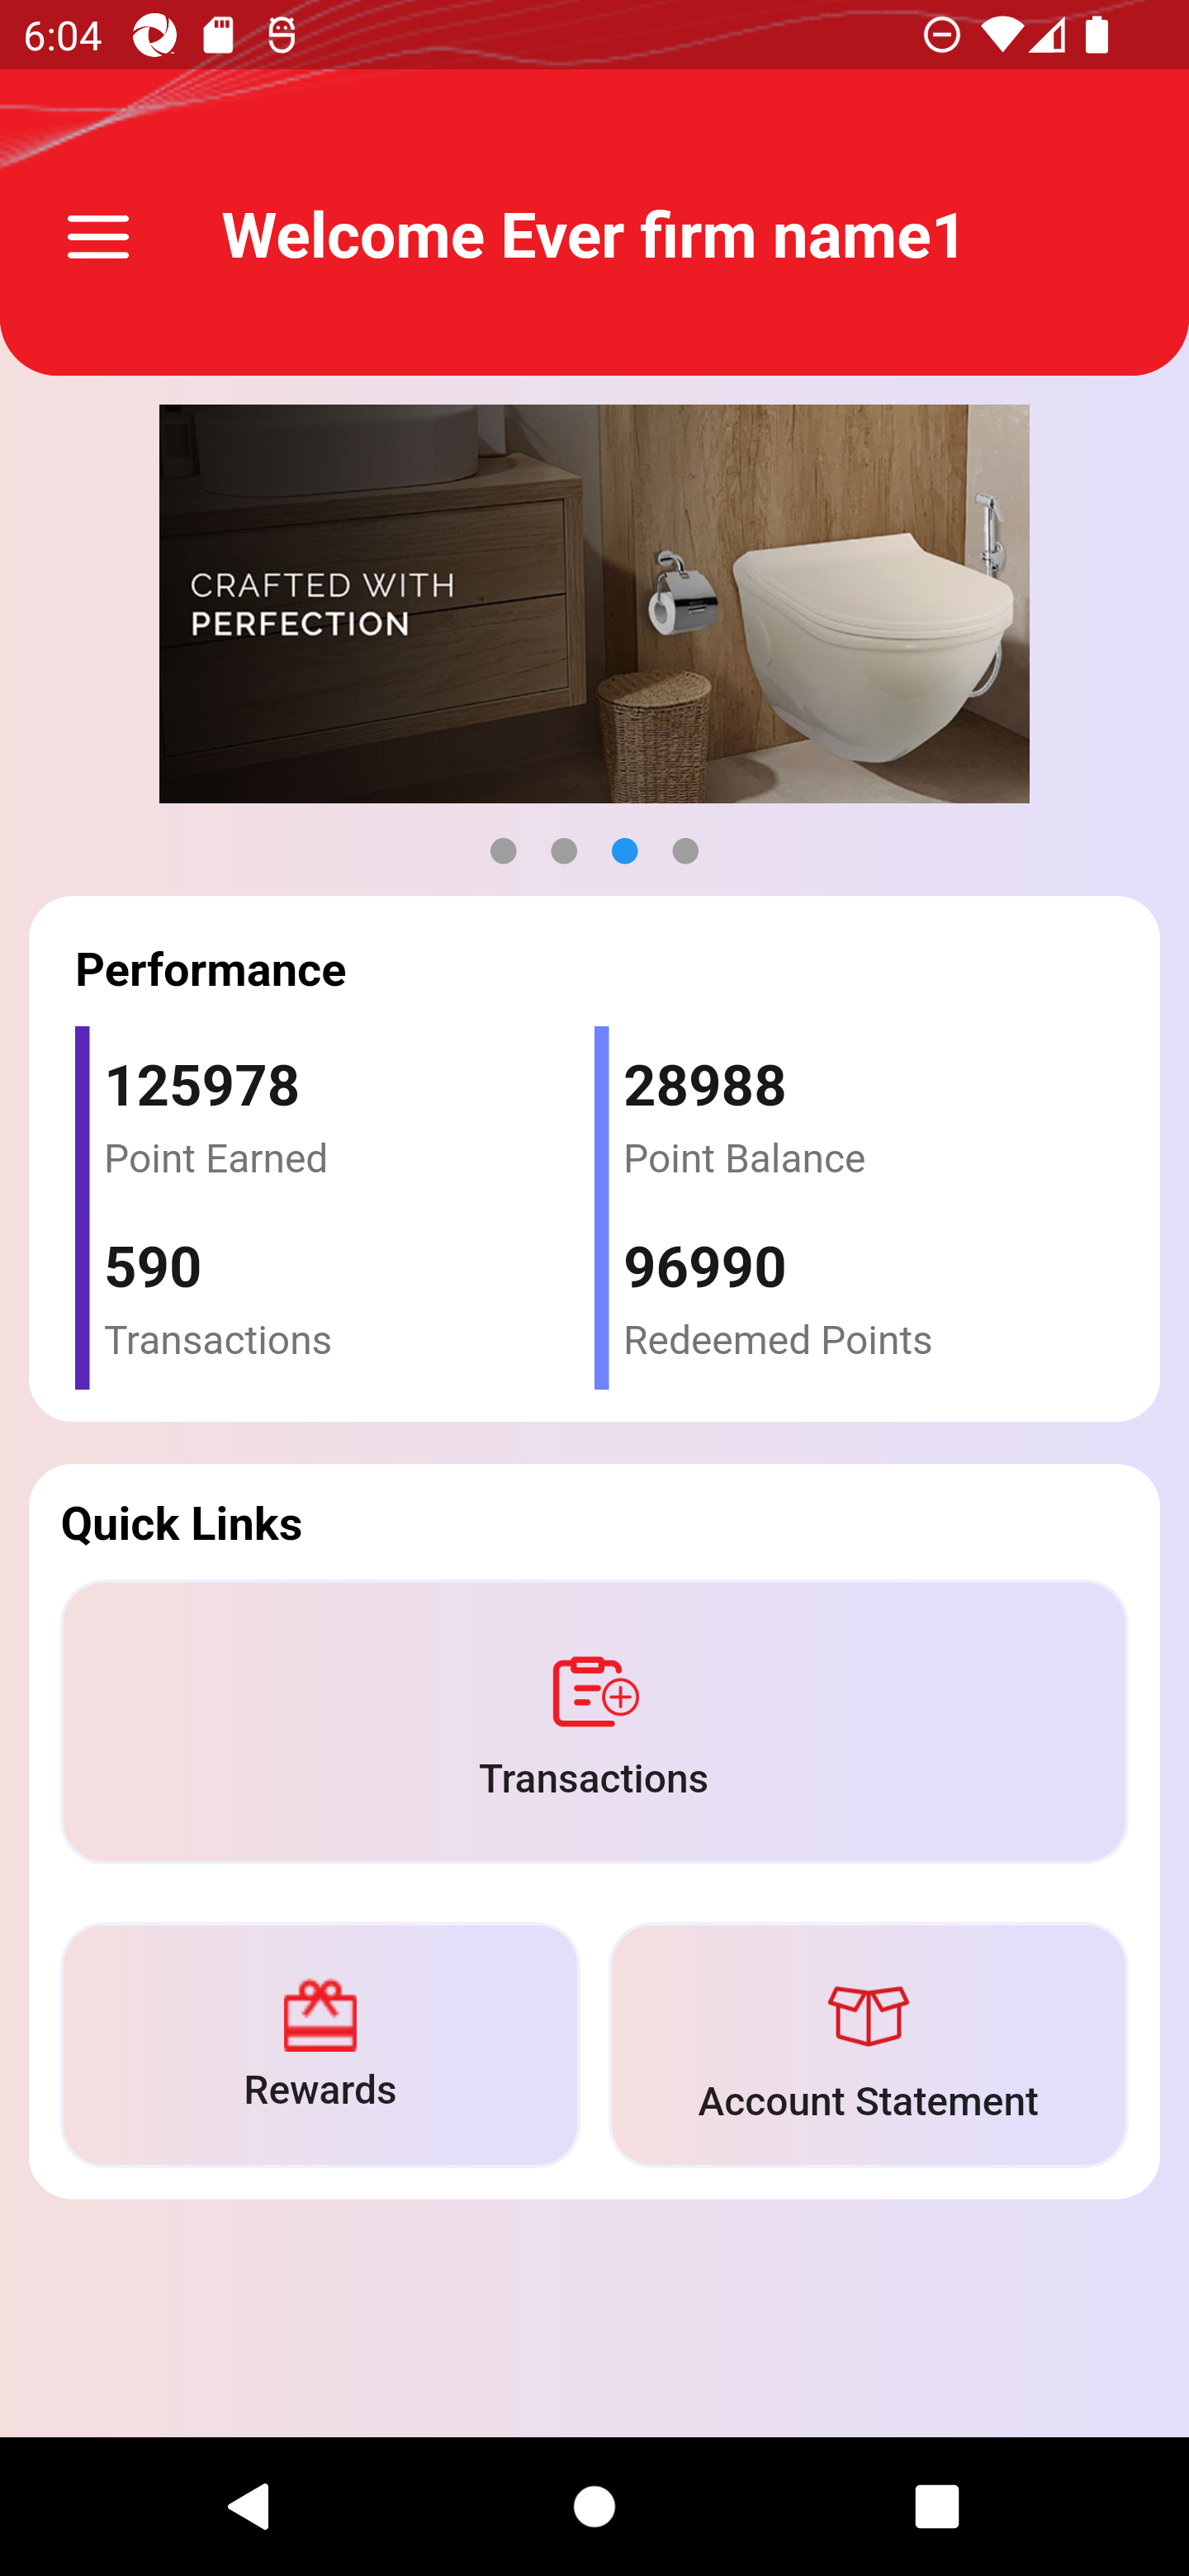 6:04
Welcome Ever firm name1
CRAFTED WITH
PERFECTION
Performance
125978
Point Earned
28988
Point Balance
590
Transactions
96990
Redeemed Points
Quick Links
Transactions
Rewards
Account Statement